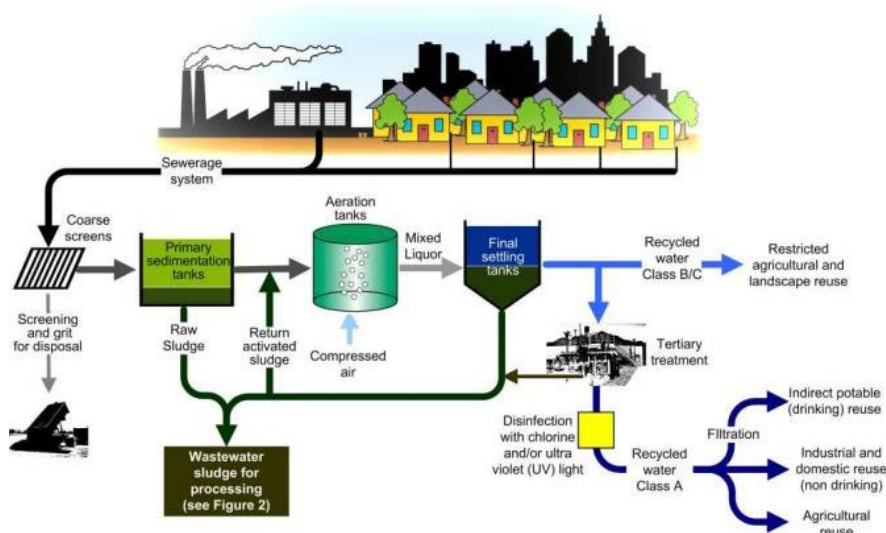 Sewerage
system
Coarse
screens
Primary
sedimentation
tanks
Aeration
tanks
Mixed
Liquor
Final
settling
tanks
Recycled
water
Class B/C
Restricted
agricultural and
landscape reuse
Screening
and grit
for disposal
Raw
Sludge
Return
activated
sludge
Compressed
air
Tertiary
treatment
Wastewater
sludge for
processing
(see Figure 2)
Disinfection
with chlorine
and/or ultra
violet (UV) light
Recycled
water
Class A
FIltration
Indirect potable
(drinking) reuse
Industrial and
domestic reuse
(non drinking)
Agricultural
reuse